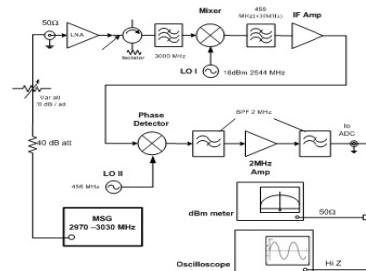 50Ω
LNA
Isolator
3000 MHz
Mixer
456
IF Amp
LO I
18dBm 2544 MHz
Var att
40 dB att
Phase
Detector
BPF 2 MHz
to
ADC
2MHz
Amp
LO II
456 MHz
MSG
2970 –3030 MHz
dBm meter
50Ω
Oscilloscope
Hi Z